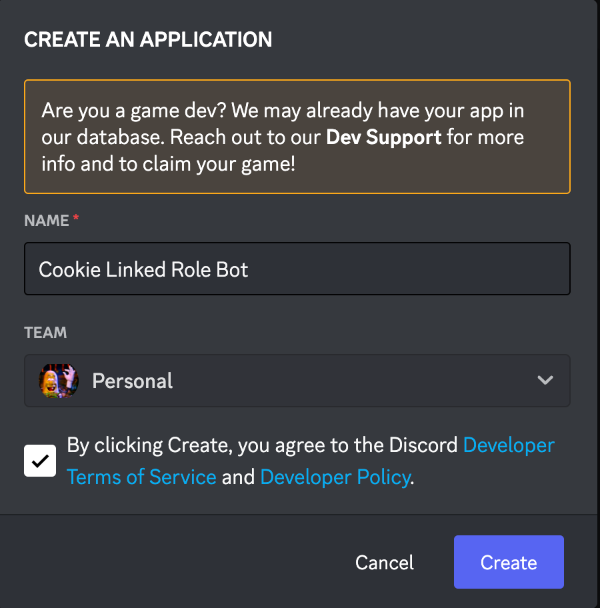 CREATE AN APPLICATION
Are you a game dev? We may already have your app in
our database. Reach out to our Dev Support for more
info and to claim your game!
NAME *
Cookie Linked Role Bot
TEAM
Personal
By clicking Create, you agree to the Discord Developer
Terms of Service and Developer Policy.
Cancel Create